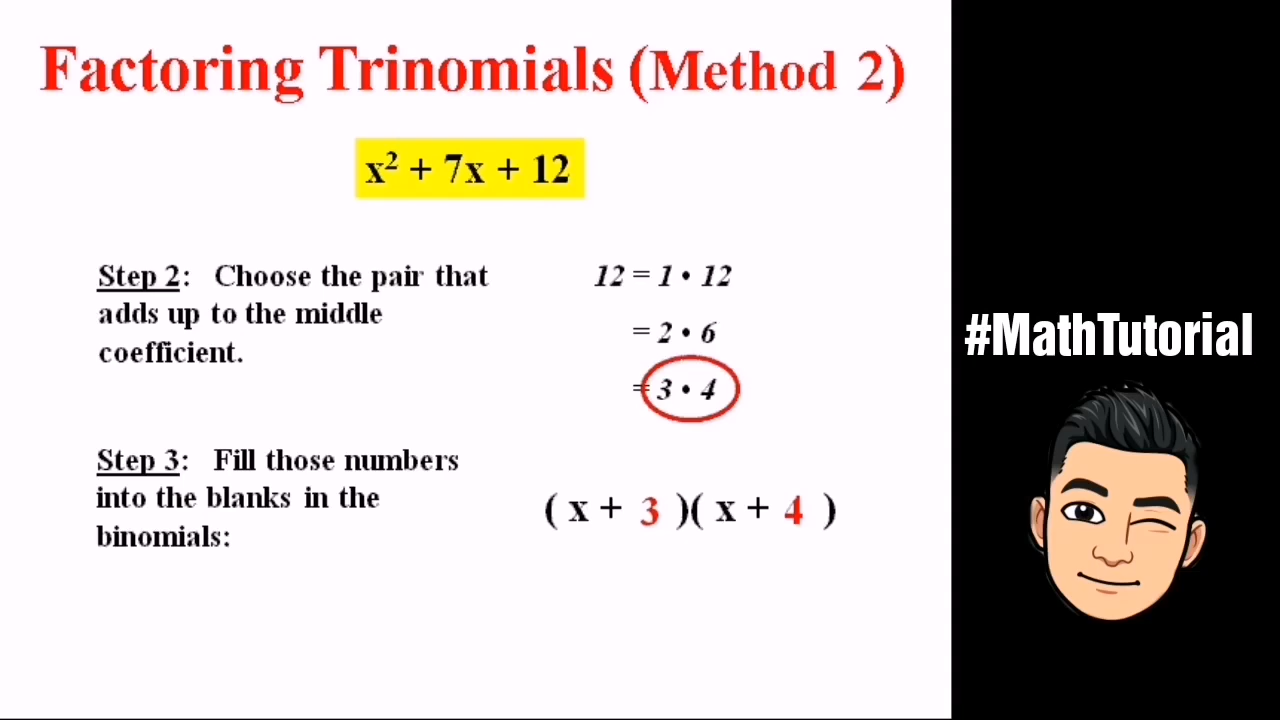 Factoring Trinomials (Method 2)
x² + 7x + 12
Step 2: Choose the pair that
adds up to the middle
coefficient.
12 = 1 • 12
= 2 • 6
= 3 • 4
Step 3: Fill those numbers
into the blanks in the
binomials:
( x + 3 )( x + 4 )
#MathTutorial